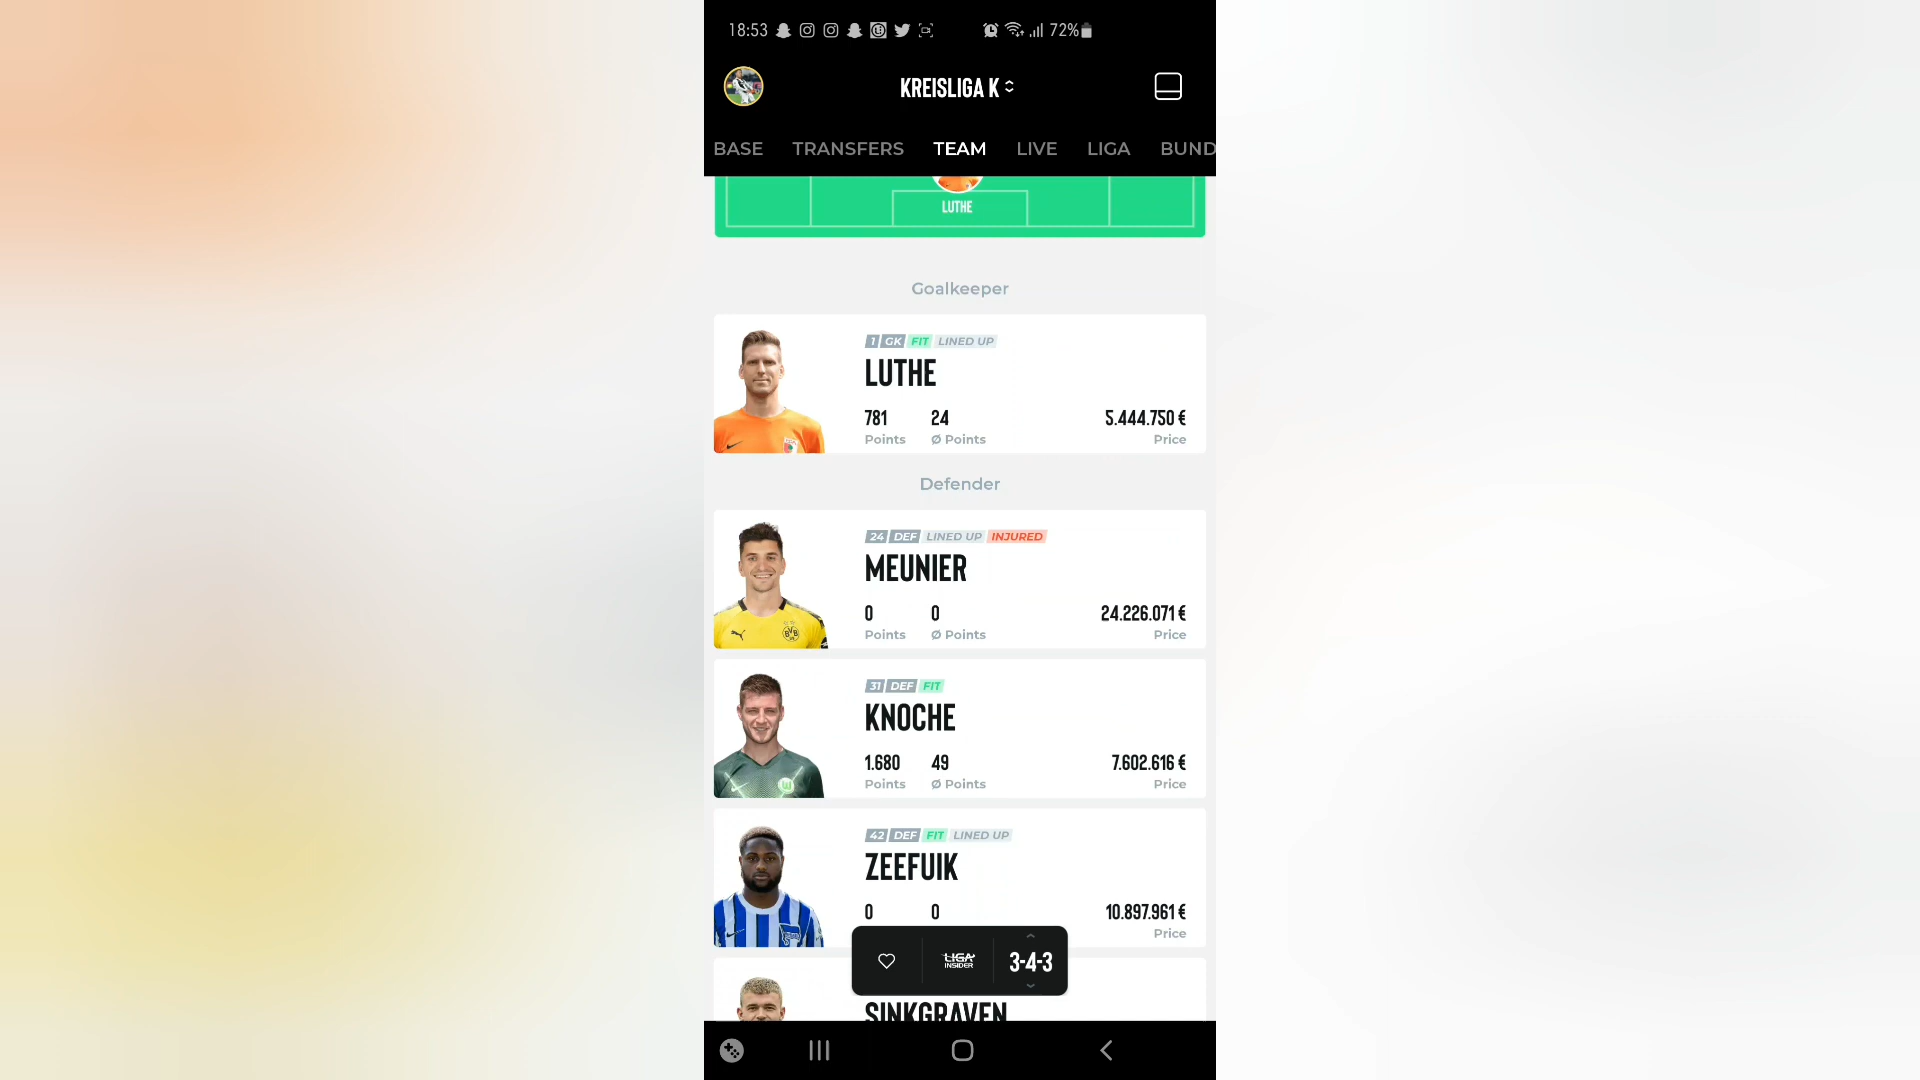 18:53 72%
KREISLIGA K
BASE TRANSFERS TEAM LIVE LIGA BUND
LUTHE
Goalkeeper
1 GK FIT LINED UP
LUTHE
781 24 5.444.750 €
Points Ø Points Price
Defender
24 DEF LINED UP INJURED
MEUNIER
0 0 24.226.071 €
Points Ø Points Price
31 DEF FIT
KNOCHE
1.680 49 7.602.616 €
Points Ø Points Price
42 DEF FIT LINED UP
ZEEFUIK
0 0 10.897.961 €
Price
LIGA INSIDER 3-4-3
SINKGRAVEN